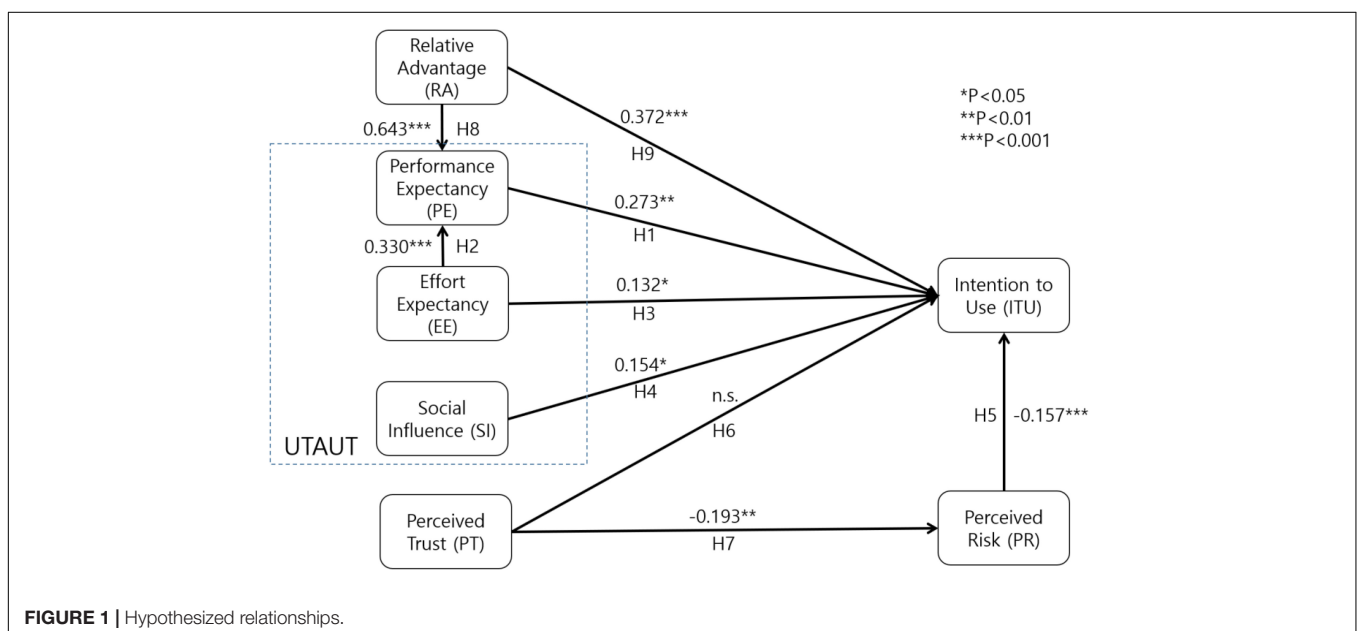 Relative
Advantage
(RA)
*P<0.05
**P<0.01
***P<0.001
0.372***
H9
0.643*** H8
Performance
Expectancy
(PE)
0.273**
H1
0.330*** H2
Effort
Expectancy
(EE)
0.132*
H3
Intention to
Use (ITU)
0.154*
H4
Social
Influence (SI)
UTAUT
n.s.
H6
H5 -0.157***
Perceived
Trust (PT)
-0.193**
H7
Perceived
Risk (PR)
FIGURE 1 | Hypothesized relationships.